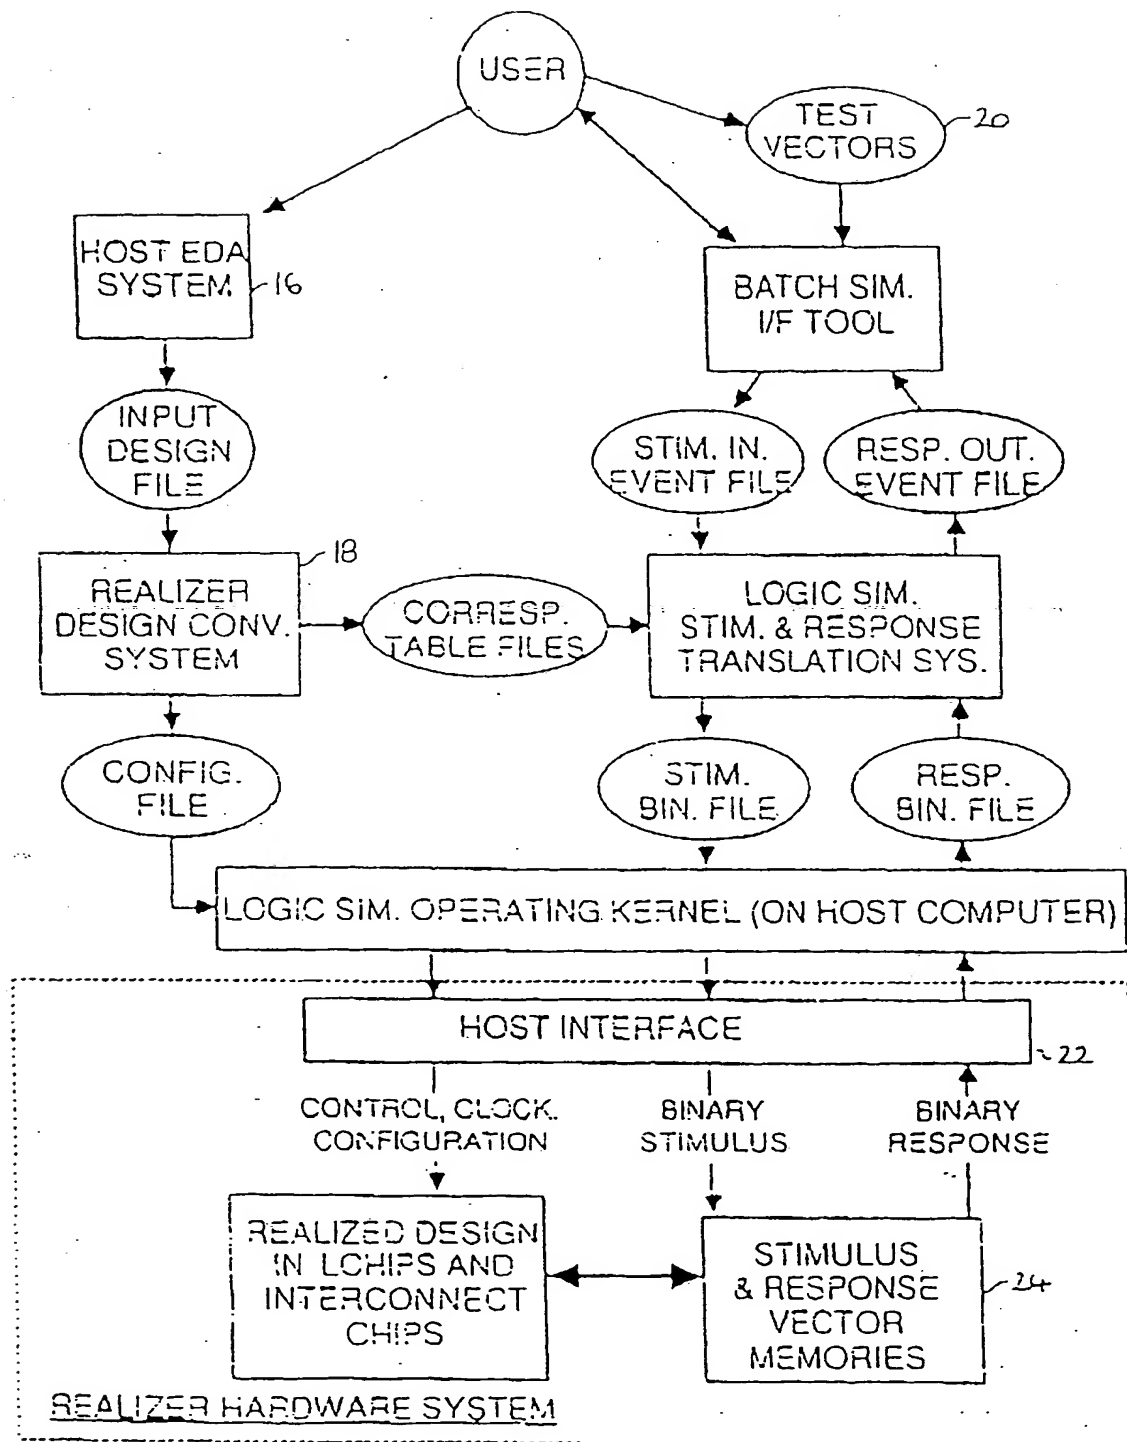 USER
TEST
VECTORS
20
HOST EDA
SYSTEM
16
BATCH SIM.
I/F TOOL
INPUT
DESIGN
FILE
STIM. IN.
EVENT FILE
RESP. OUT.
EVENT FILE
18
REALIZER
DESIGN CONV.
SYSTEM
CORRESP.
TABLE FILES
LOGIC SIM.
STIM. & RESPONSE
TRANSLATION SYS.
CONFIG.
FILE
STIM.
BIN. FILE
RESP.
BIN. FILE
LOGIC SIM. OPERATING KERNEL (ON HOST COMPUTER)
HOST INTERFACE
22
CONTROL, CLOCK.
CONFIGURATION
BINARY
STIMULUS
BINARY
RESPONSE
REALIZED DESIGN
IN LCHIPS AND
INTERCONNECT
CHIPS
STIMULUS
& RESPONSE
VECTOR
MEMORIES
24
REALIZER HARDWARE SYSTEM